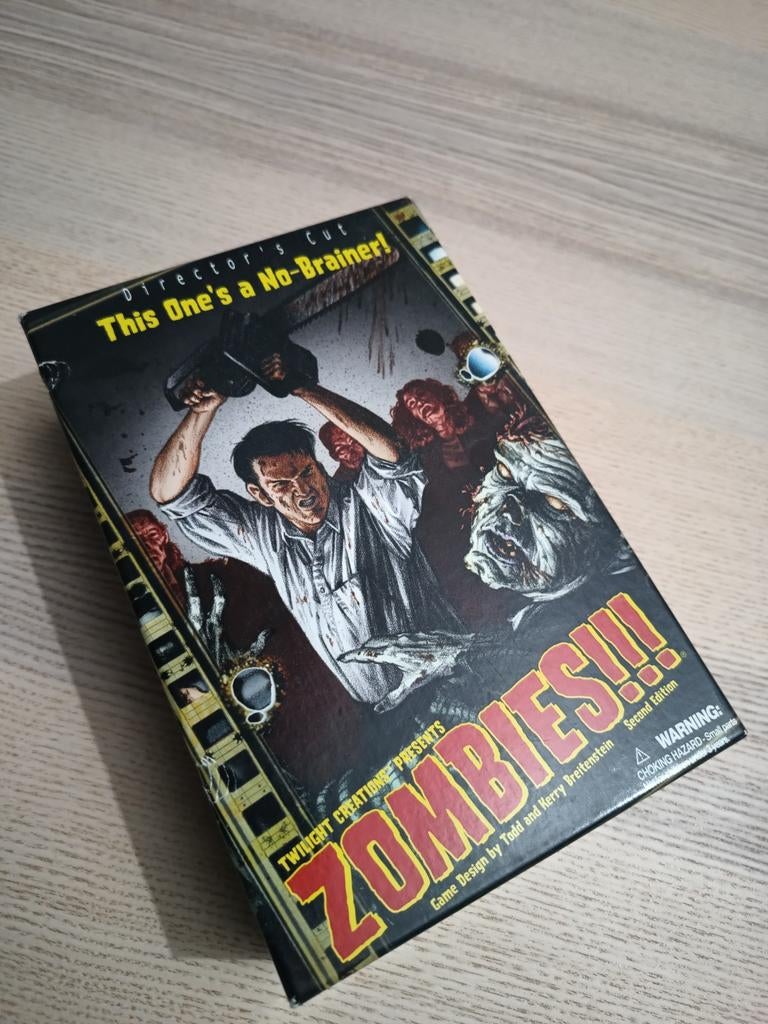 Director's Cut
This One's a No-Brainer!
TWILIGHT CREATIONS™ PRESENTS
ZOMBIES!!!®
Game Design by Todd and Kerry Breitenstein Second Edition
⚠ WARNING:
CHOKING HAZARD - Small parts